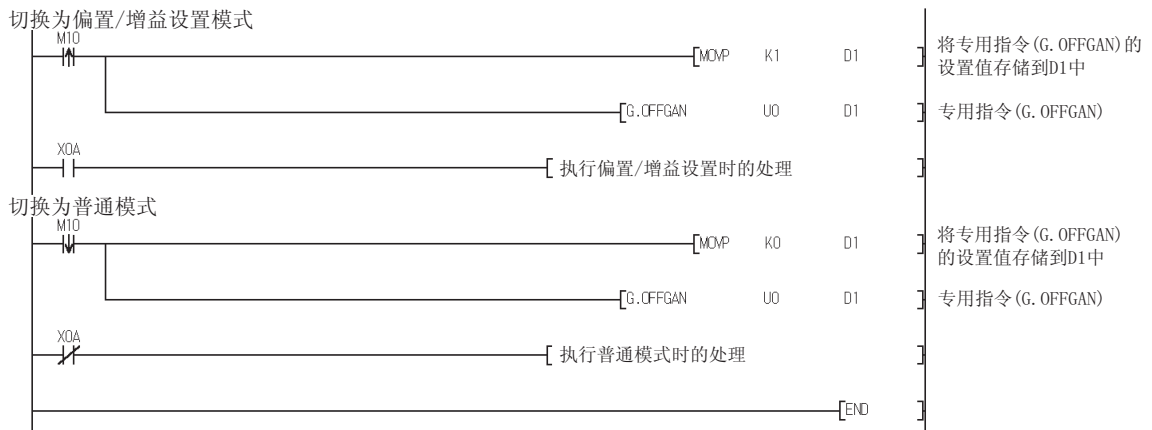 切换为偏置/增益设置模式
M10
[MOVP K1 D1 ]
将专用指令(G.OFFGAN)的
设置值存储到D1中
[G.OFFGAN U0 D1 ]
专用指令(G.OFFGAN)
X0A
[ 执行偏置/增益设置时的处理 ]
切换为普通模式
M10
[MOVP K0 D1 ]
将专用指令(G.OFFGAN)
的设置值存储到D1中
[G.OFFGAN U0 D1 ]
专用指令(G.OFFGAN)
X0A
[ 执行普通模式时的处理 ]
[END ]